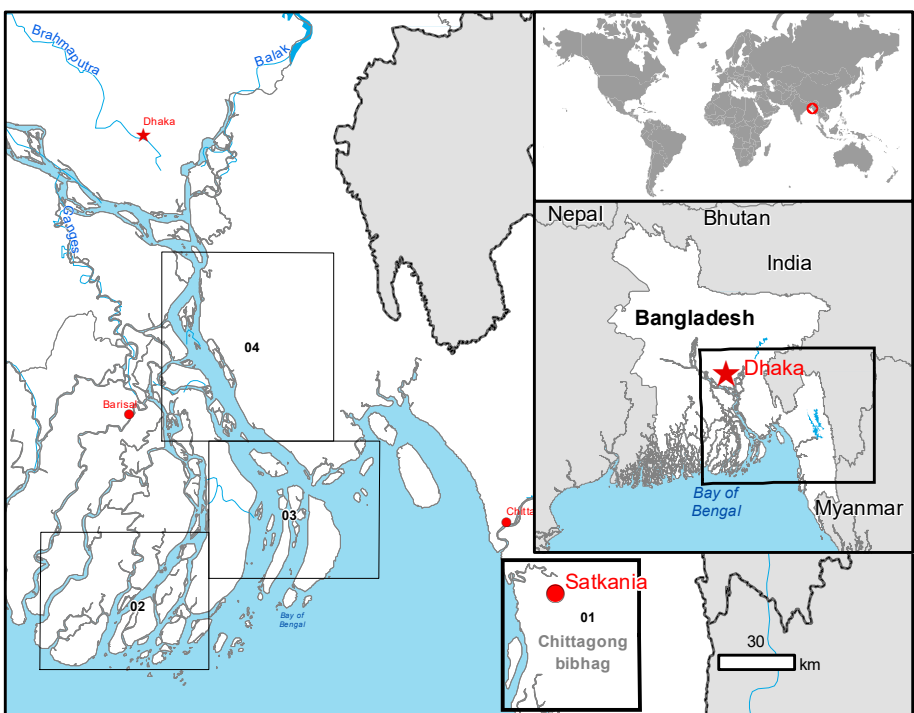 Brahmaputra
Balak
Dhaka
Ganges
04
Barisal
03
Chitta
02
Bay of
Bengal
Nepal
Bhutan
India
Bangladesh
Dhaka
Bay of
Bengal
Myanmar
Satkania
01
Chittagong
bibhag
30
km